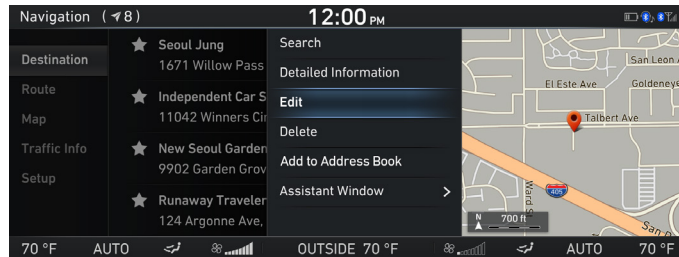 Navigation ( 8)
12:00 PM
Destination
Route
Map
Traffic Info
Setup
Seoul Jung
1671 Willow Pass
Independent Car S
11042 Winners Cir
New Seoul Garden
9902 Garden Grov
Runaway Traveler
124 Argonne Ave,
Search
Detailed Information
Edit
Delete
Add to Address Book
Assistant Window >
San Leon
El Este Ave
Goldeneye
Talbert Ave
Ward St
405
N
700 ft
San D
70 °F
AUTO
OUTSIDE 70 °F
AUTO
70 °F